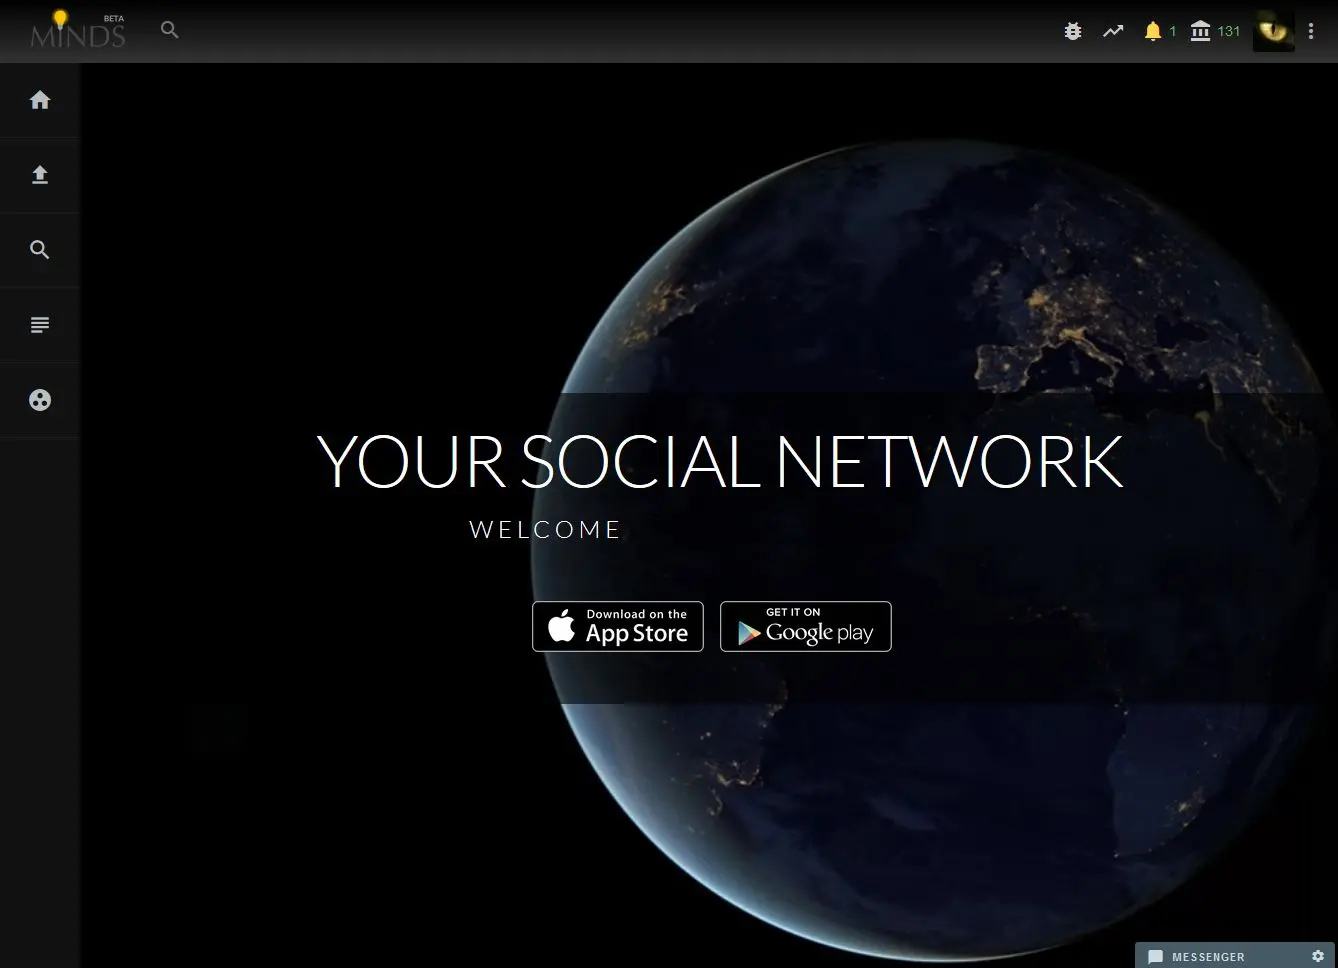 BETA
MINDS
1
131
YOUR SOCIAL NETWORK
WELCOME
Download on the
App Store
GET IT ON
Google play
MESSENGER